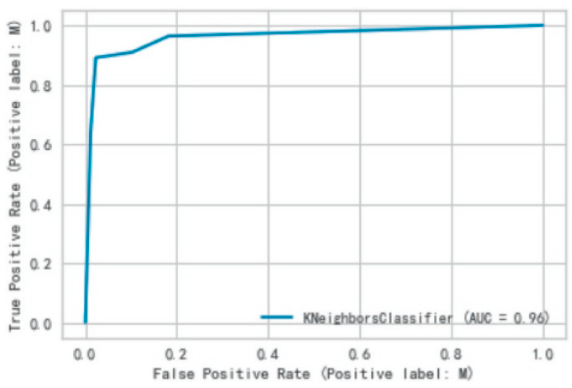 True Positive Rate (Positive label: M)
1.0
0.8
0.6
0.4
0.2
0.0
KNeighborsClassifier (AUC = 0.96)
0.0 0.2 0.4 0.6 0.8 1.0
False Positive Rate (Positive label: M)